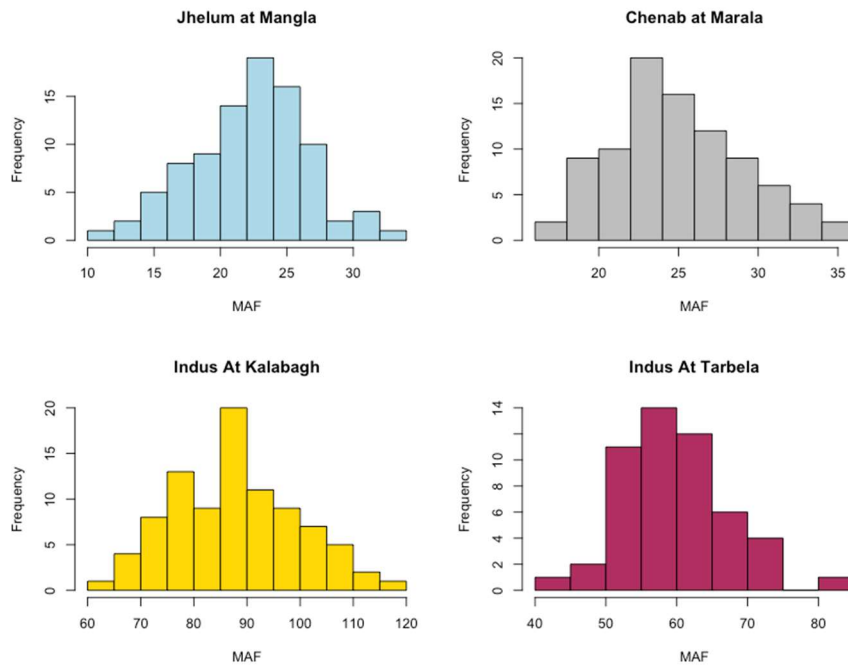 Jhelum at Mangla
Frequency
0 5 10 15
10 15 20 25 30
MAF
Chenab at Marala
Frequency
0 5 10 15 20
20 25 30 35
MAF
Indus At Kalabagh
Frequency
0 5 10 15 20
60 70 80 90 100 110 120
MAF
Indus At Tarbela
Frequency
0 2 4 6 8 10 14
40 50 60 70 80
MAF